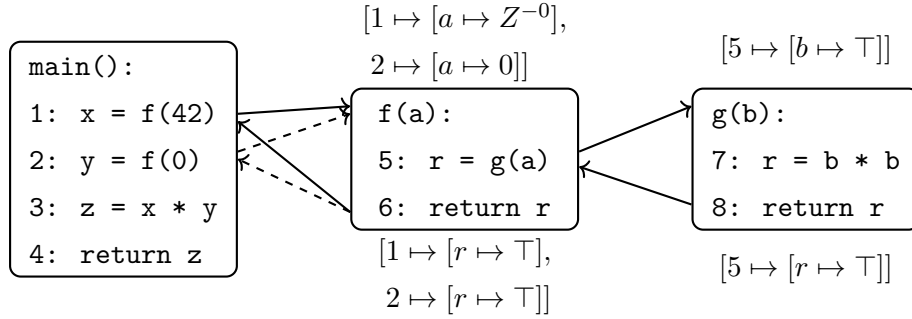 [1 ↦ [a ↦ Z⁻⁰],
2 ↦ [a ↦ 0]]
[5 ↦ [b ↦ ⊤]]
main():
1: x = f(42)
2: y = f(0)
3: z = x * y
4: return z
f(a):
5: r = g(a)
6: return r
[1 ↦ [r ↦ ⊤],
2 ↦ [r ↦ ⊤]]
g(b):
7: r = b * b
8: return r
[5 ↦ [r ↦ ⊤]]